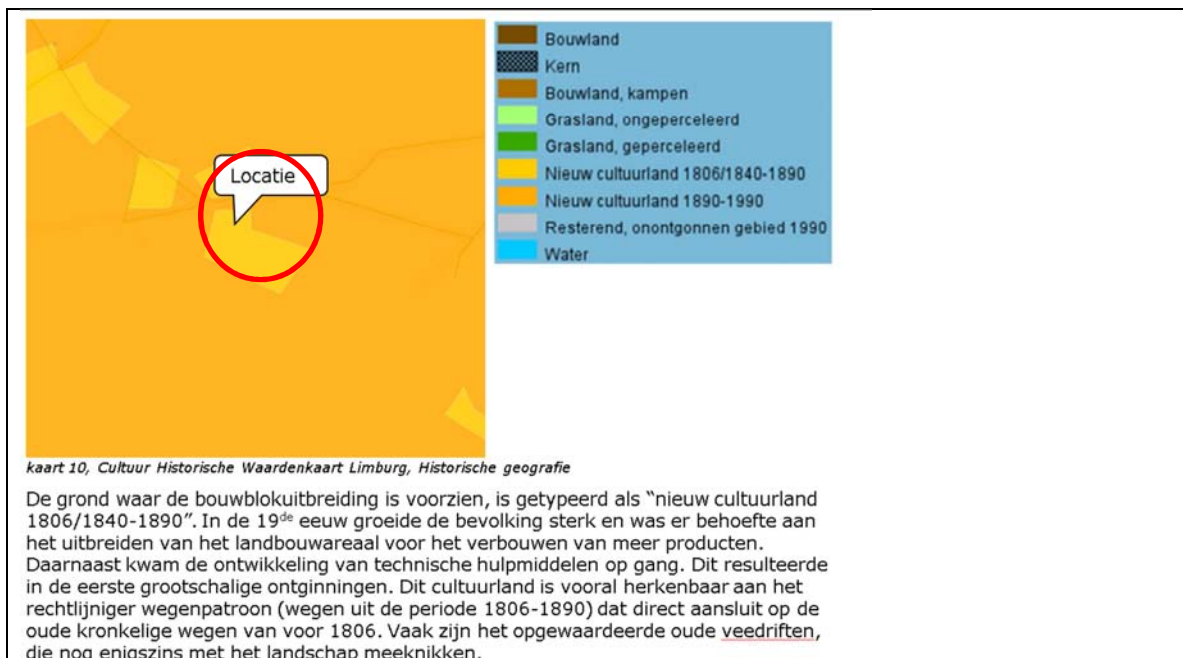 Locatie
Bouwland
Kern
Bouwland, kampen
Grasland, ongeperceleerd
Grasland, geperceleerd
Nieuw cultuurland 1806/1840-1890
Nieuw cultuurland 1890-1990
Resterend, onontgonnen gebied 1990
Water
kaart 10, Cultuur Historische Waardenkaart Limburg, Historische geografie
De grond waar de bouwblokuitbreiding is voorzien, is getypeerd als “nieuw cultuurland
1806/1840-1890”. In de 19de eeuw groeide de bevolking sterk en was er behoefte aan
het uitbreiden van het landbouwareaal voor het verbouwen van meer producten.
Daarnaast kwam de ontwikkeling van technische hulpmiddelen op gang. Dit resulteerde
in de eerste grootschalige ontginningen. Dit cultuurland is vooral herkenbaar aan het
rechtlijniger wegenpatroon (wegen uit de periode 1806-1890) dat direct aansluit op de
oude kronkelige wegen van voor 1806. Vaak zijn het opgewaardeerde oude veedriften,
die nog enigszins met het landschap meeknikken.